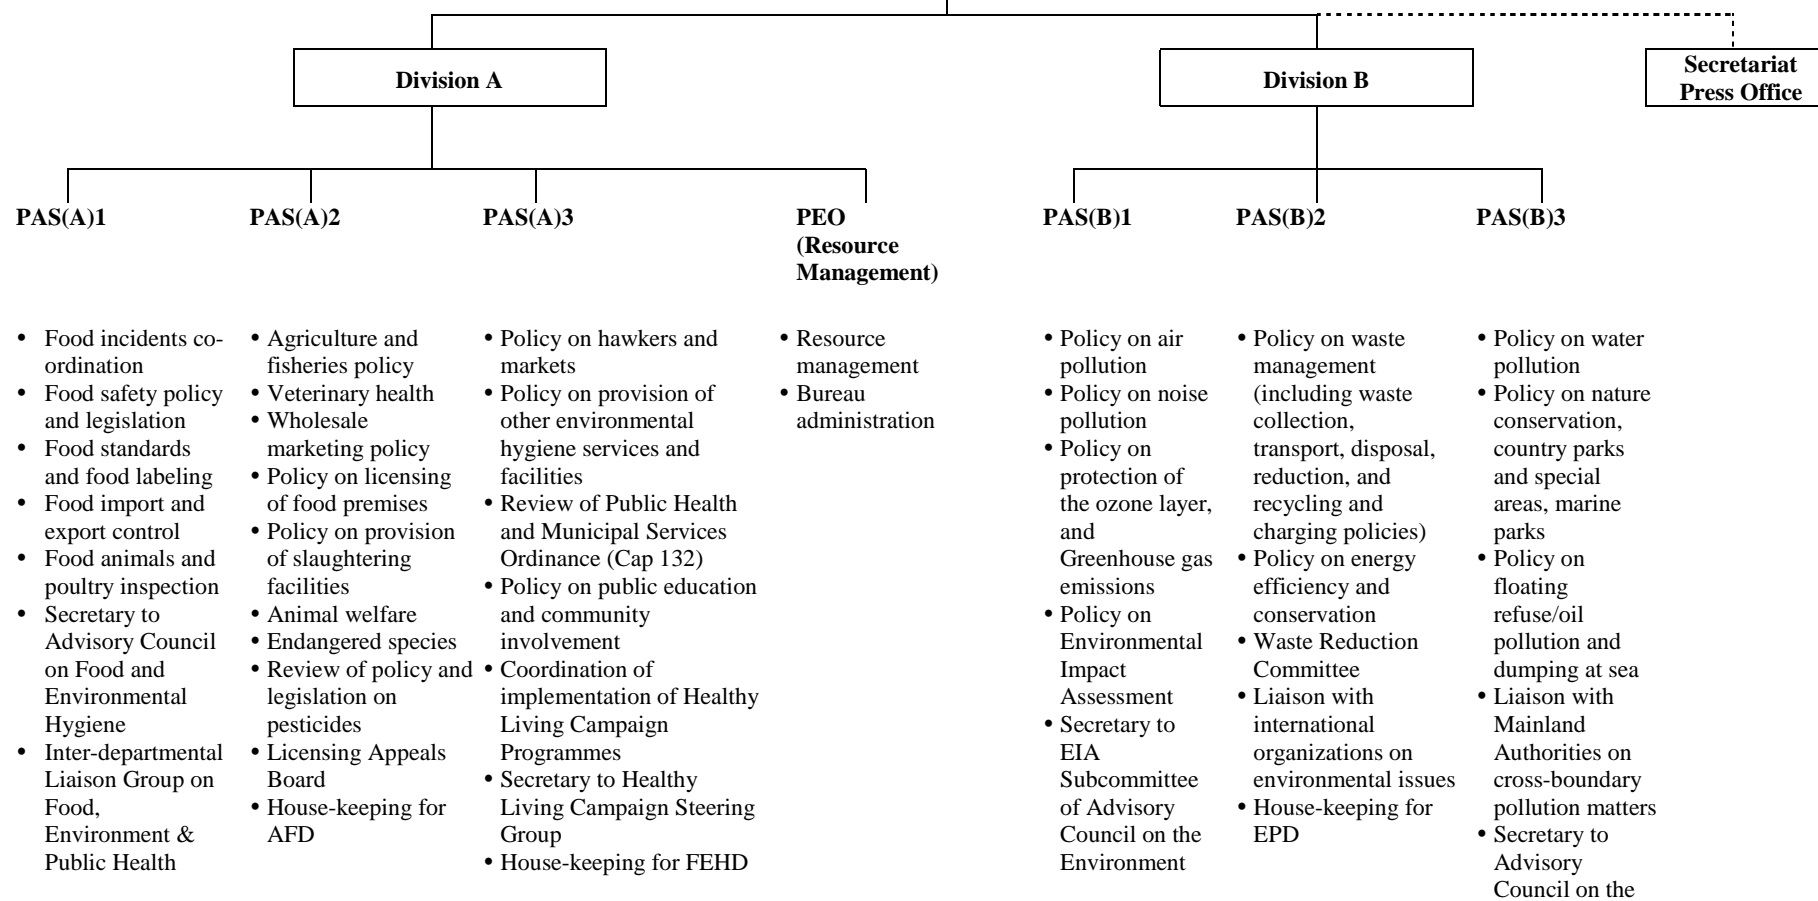 Division A
Division B
Secretariat
Press Office
PAS(A)1
PAS(A)2
PAS(A)3
PEO
(Resource
Management)
PAS(B)1
PAS(B)2
PAS(B)3
• Food incidents co-
ordination
• Food safety policy
and legislation
• Food standards
and food labeling
• Food import and
export control
• Food animals and
poultry inspection
• Secretary to
Advisory Council
on Food and
Environmental
Hygiene
• Inter-departmental
Liaison Group on
Food,
Environment &
Public Health
• Agriculture and
fisheries policy
• Veterinary health
• Wholesale
marketing policy
• Policy on licensing
of food premises
• Policy on provision
of slaughtering
facilities
• Animal welfare
• Endangered species
• Review of policy and
legislation on
pesticides
• Licensing Appeals
Board
• House-keeping for
AFD
• Policy on hawkers and
markets
• Policy on provision of
other environmental
hygiene services and
facilities
• Review of Public Health
and Municipal Services
Ordinance (Cap 132)
• Policy on public education
and community
involvement
• Coordination of
implementation of Healthy
Living Campaign
Programmes
• Secretary to Healthy
Living Campaign Steering
Group
• House-keeping for FEHD
• Resource
management
• Bureau
administration
• Policy on air
pollution
• Policy on noise
pollution
• Policy on
protection of
the ozone layer,
and
Greenhouse gas
emissions
• Policy on
Environmental
Impact
Assessment
• Secretary to
EIA
Subcommittee
of Advisory
Council on the
Environment
• Policy on waste
management
(including waste
collection,
transport, disposal,
reduction, and
recycling and
charging policies)
• Policy on energy
efficiency and
conservation
• Waste Reduction
Committee
• Liaison with
international
organizations on
environmental issues
• House-keeping for
EPD
• Policy on water
pollution
• Policy on nature
conservation,
country parks
and special
areas, marine
parks
• Policy on
floating
refuse/oil
pollution and
dumping at sea
• Liaison with
Mainland
Authorities on
cross-boundary
pollution matters
• Secretary to
Advisory
Council on the